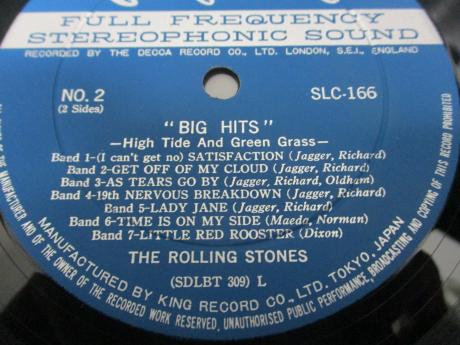 FULL FREQUENCY
STEREOPHONIC SOUND
RECORDED BY THE DECCA RECORD CO., LTD. LONDON, S.E.I., ENGLAND
NO. 2
(2 Sides)
SLC-166
"BIG HITS"
—High Tide And Green Grass—
Band 1-(I can't get no) SATISFACTION (Jagger, Richard)
Band 2-GET OFF OF MY CLOUD (Jagger, Richard)
Band 3-AS TEARS GO BY (Jagger, Richard, Oldham)
Band 4-19th NERVOUS BREAKDOWN (Jagger, Richard)
Band 5-LADY JANE (Jagger, Richard)
Band 6-TIME IS ON MY SIDE (Maeda, Norman)
Band 7-LITTLE RED ROOSTER (Dixon)
THE ROLLING STONES
(SDLBT 309) L
MANUFACTURED BY KING RECORD CO., LTD. TOKYO, JAPAN
OF THE MANUFACTURER AND OF THE OWNER OF THE RECORDED WORK RESERVED, UNAUTHORISED PUBLIC PERFORMANCE, BROADCASTING AND COPYING OF THIS RECORD PROHIBITED